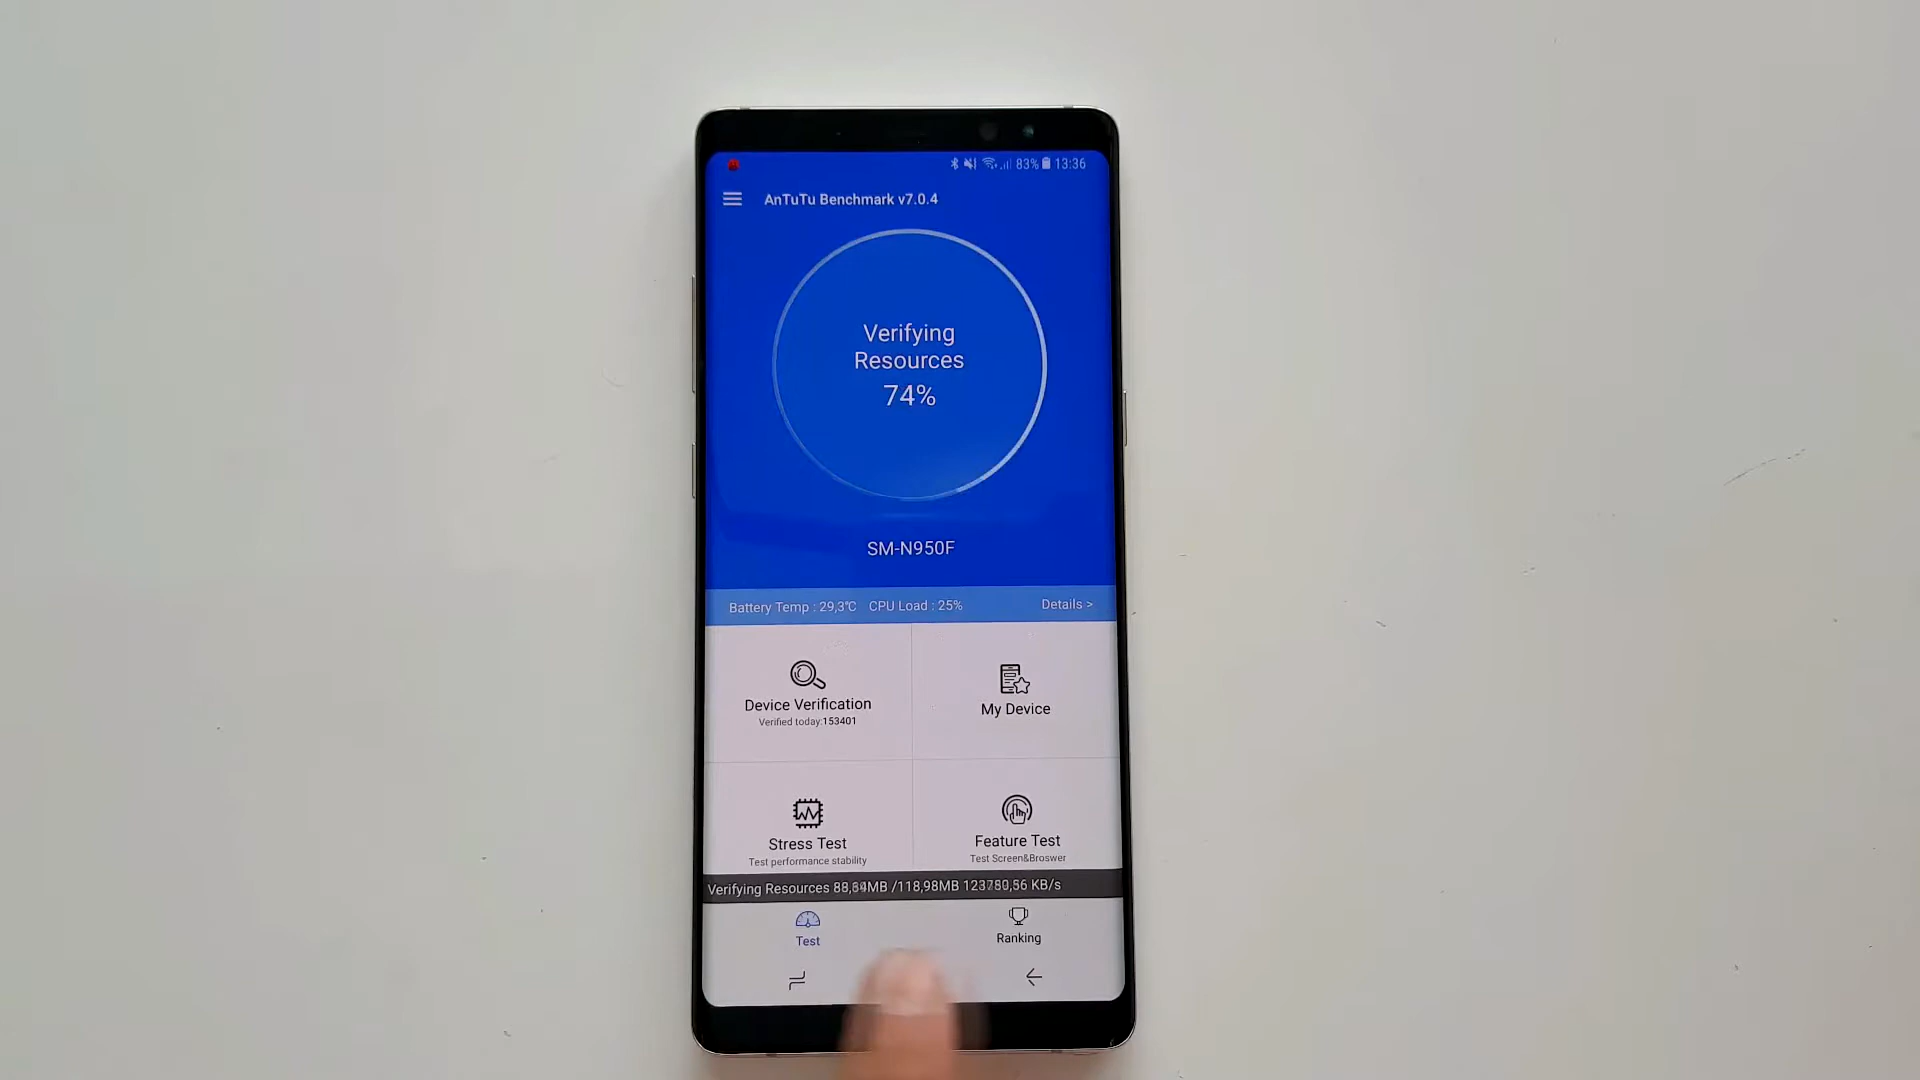 83% 13:36
AnTuTu Benchmark v7.0.4
Verifying
Resources
74%
SM-N950F
Battery Temp : 29,3℃ CPU Load : 25% Details >
Device Verification
Verified today:153401
My Device
Stress Test
Test performance stability
Feature Test
Test Screen&Broswer
Verifying Resources /118,98MB KB/s
Test
Ranking